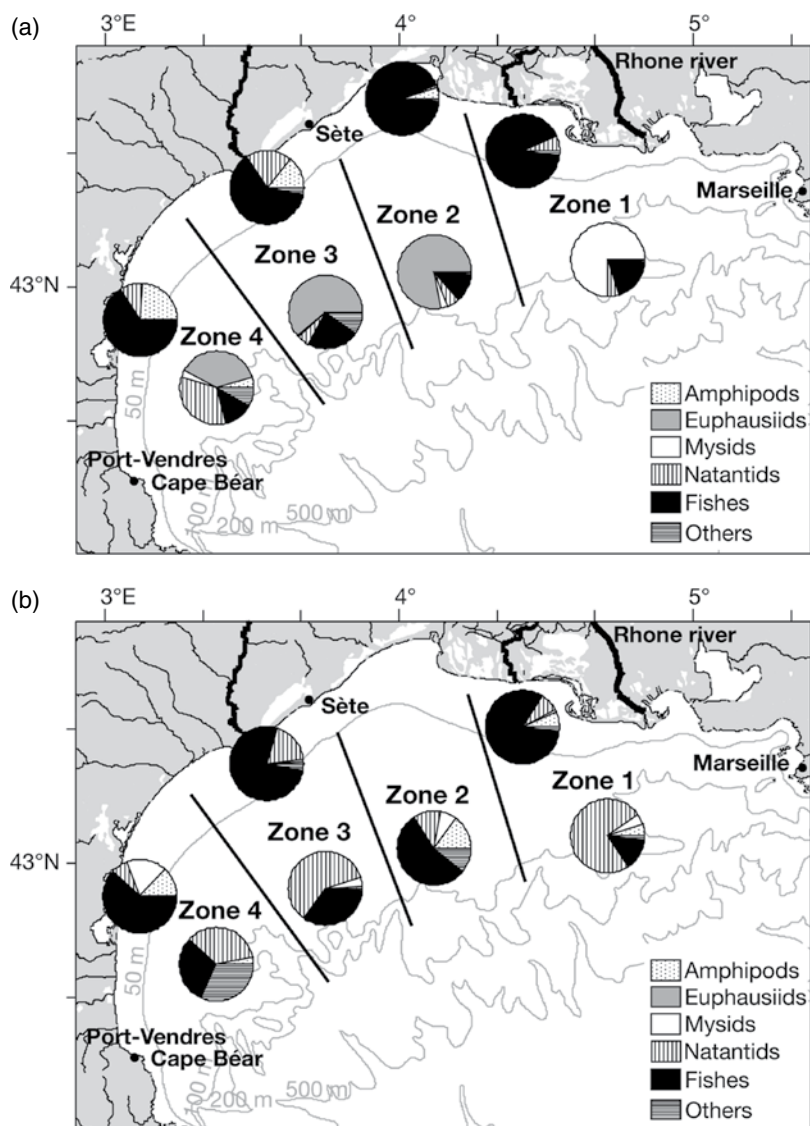 (a)
3°E 4° 5°
Rhone river
Sète
Marseille
Zone 1
Zone 2
Zone 3
43°N
Zone 4
50 m
Port-Vendres
Cape Béar
100 m
200 m
500 m
Amphipods
Euphausiids
Mysids
Natantids
Fishes
Others
(b)
3°E 4° 5°
Rhone river
Sète
Marseille
Zone 1
Zone 2
Zone 3
43°N
Zone 4
50 m
Port-Vendres
Cape Béar
100 m
200 m
500 m
Amphipods
Euphausiids
Mysids
Natantids
Fishes
Others